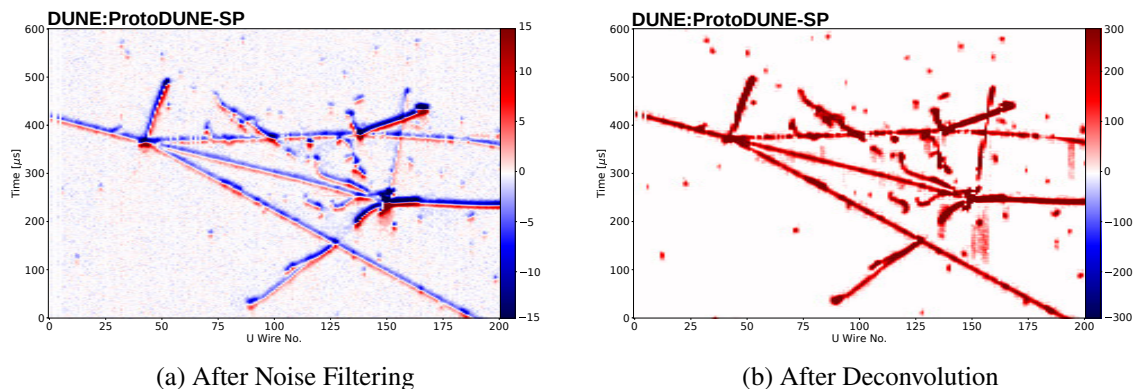 DUNE:ProtoDUNE-SP
600
500
400
300
200
100
0
Time [μs]
0 25 50 75 100 125 150 175 200
U Wire No.
15
10
5
0
−5
−10
−15
(a) After Noise Filtering
DUNE:ProtoDUNE-SP
600
500
400
300
200
100
0
Time [μs]
0 25 50 75 100 125 150 175 200
U Wire No.
300
200
100
0
−100
−200
−300
(b) After Deconvolution